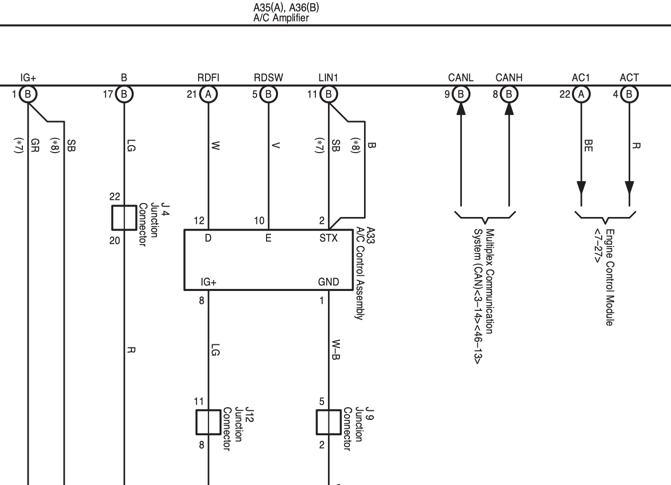 A35(A), A36(B)
A/C Amplifier
IG+ B RDFI RDSW LIN1 CANL CANH AC1 ACT
1 B 17 B 21 A 5 B 11 B 9 B 8 B 22 A 4 B
(*7) GR (*8) SB LG W V (*7) SB (*8) B BE R
22
J 4
Junction
Connector
20
12 10 2
D E STX
A33
A/C Control Assembly
IG+ GND
8 1
Multiplex Communication
System (CAN)<3-14><46-13>
Engine Control Module
<7-27>
R LG W-B
11
J12
Junction
Connector
8
5
J 9
Junction
Connector
2